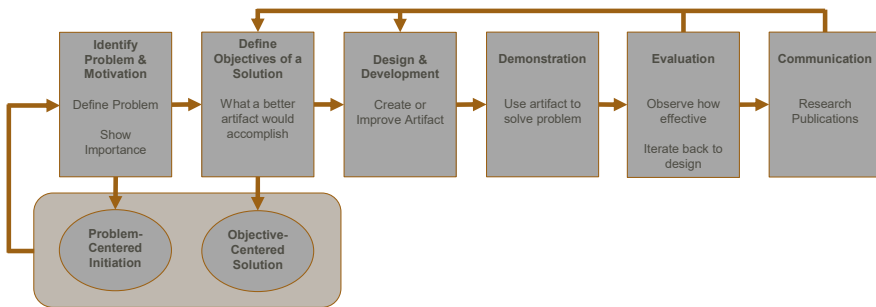 Identify
Problem &
Motivation
Define Problem
Show
Importance
Define
Objectives of a
Solution
What a better
artifact would
accomplish
Design &
Development
Create or
Improve Artifact
Demonstration
Use artifact to
solve problem
Evaluation
Observe how
effective
Iterate back to
design
Communication
Research
Publications
Problem-
Centered
Initiation
Objective-
Centered
Solution